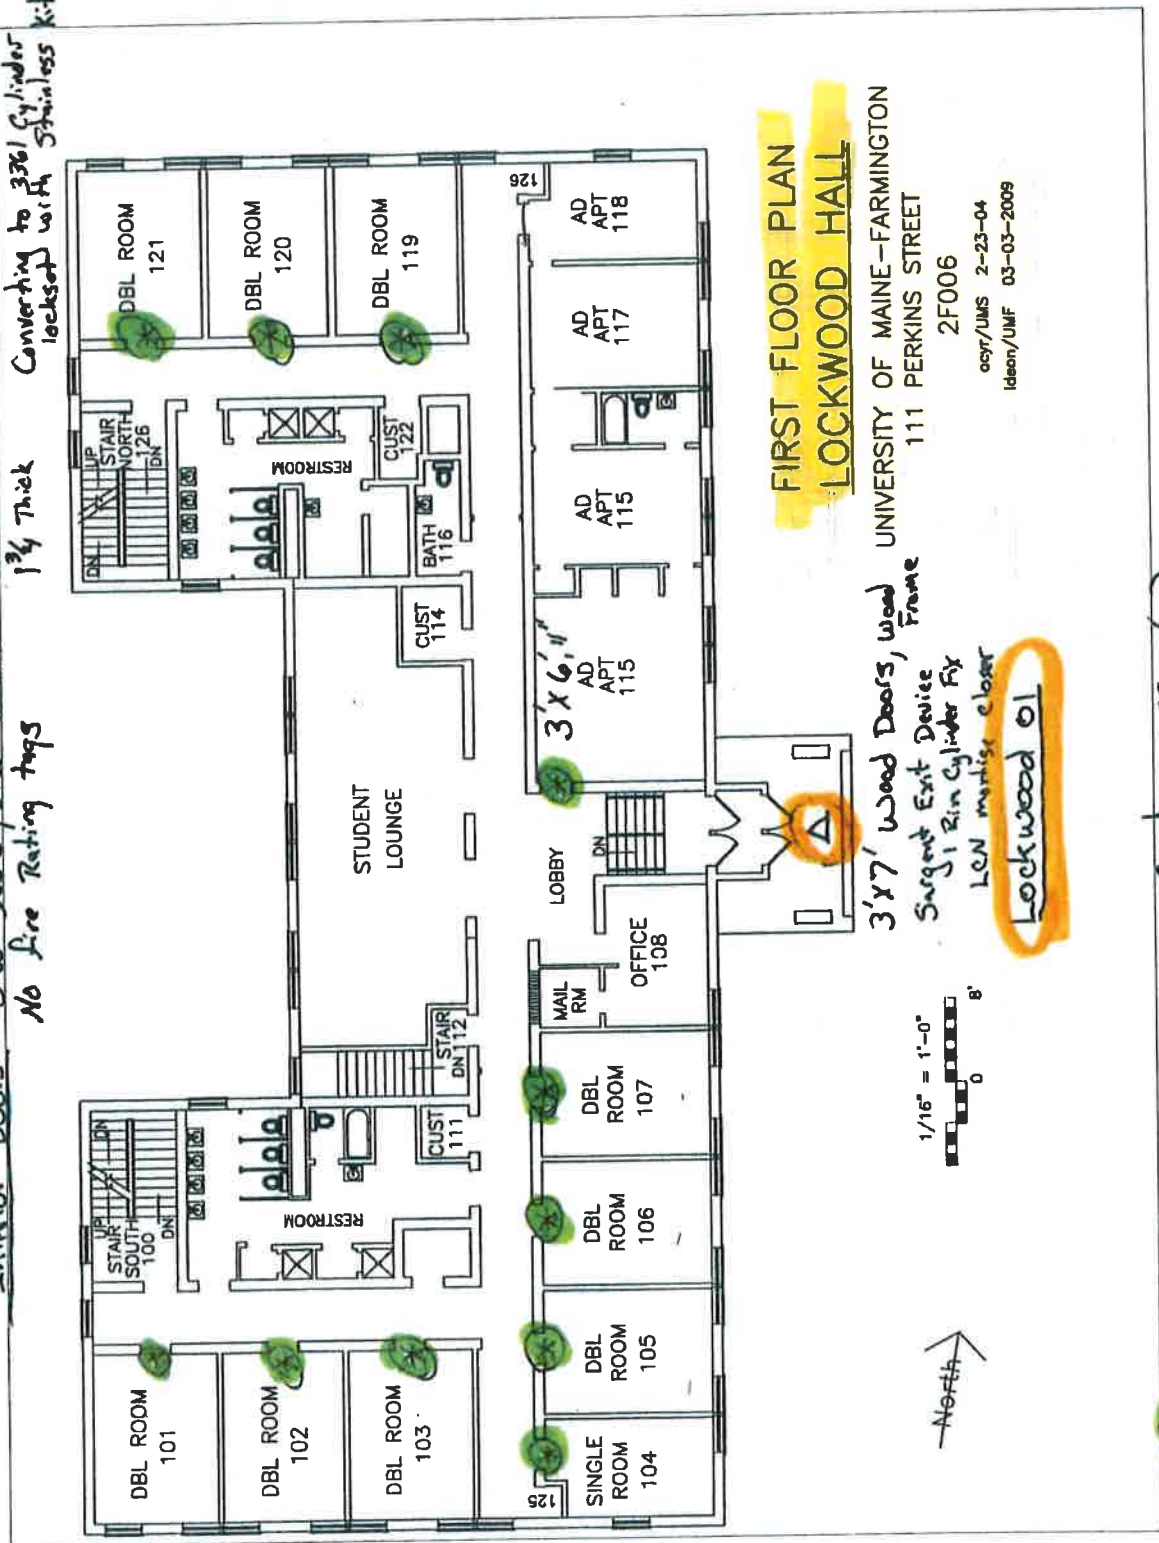 1 3/4 Thick
Converting to 3361 Cylinder
lockset with Stainless Kit
No fire Rating tags
DBL ROOM
121
DBL ROOM
120
DBL ROOM
119
126
AD
APT
118
AD
APT
117
AD
APT
115
AD
APT
115
3'x6',11"
UP
STAIR
NORTH
126
DN
DN
RESTROOM
CUST
122
BATH
116
CUST
114
STUDENT
LOUNGE
LOBBY
DN
OFFICE
108
MAIL
RM
STAIR
DN 112
CUST
111
RESTROOM
UP
STAIR
SOUTH
100
DN
DN
DBL ROOM
101
DBL ROOM
102
DBL ROOM
103
125
SINGLE
ROOM
104
DBL
ROOM
105
DBL
ROOM
106
DBL
ROOM
107
FIRST FLOOR PLAN
LOCKWOOD HALL
UNIVERSITY OF MAINE-FARMINGTON
111 PERKINS STREET
2F006
ocyr/UMS 2-23-04
ldeon/UMF 03-03-2009
3'x7' Wood Doors, Wood
Frame
Sargent Exit Device
1 Rim Cylinder Fix
LCN mortise closer
Lockwood 01
1/16" = 1'-0"
0 8'
North